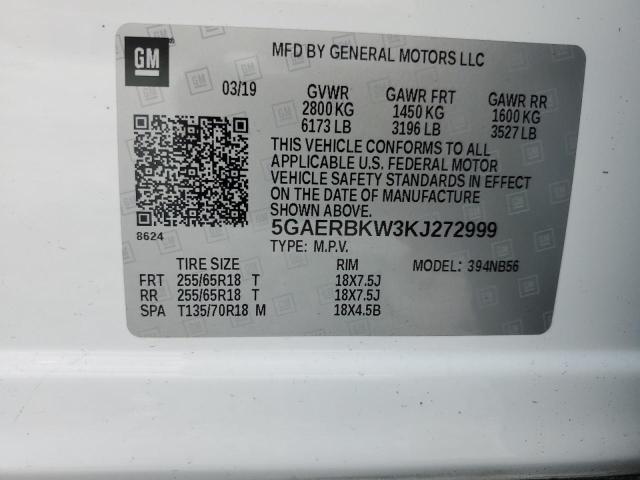 GM
MFD BY GENERAL MOTORS LLC
03/19 GVWR GAWR FRT GAWR RR
2800 KG 1450 KG 1600 KG
6173 LB 3196 LB 3527 LB
THIS VEHICLE CONFORMS TO ALL
APPLICABLE U.S. FEDERAL MOTOR
VEHICLE SAFETY STANDARDS IN EFFECT
ON THE DATE OF MANUFACTURE
SHOWN ABOVE.
8624
5GAERBKW3KJ272999
TYPE: M.P.V.
MODEL: 394NB56
TIRE SIZE RIM
FRT 255/65R18 T 18X7.5J
RR 255/65R18 T 18X7.5J
SPA T135/70R18 M 18X4.5B